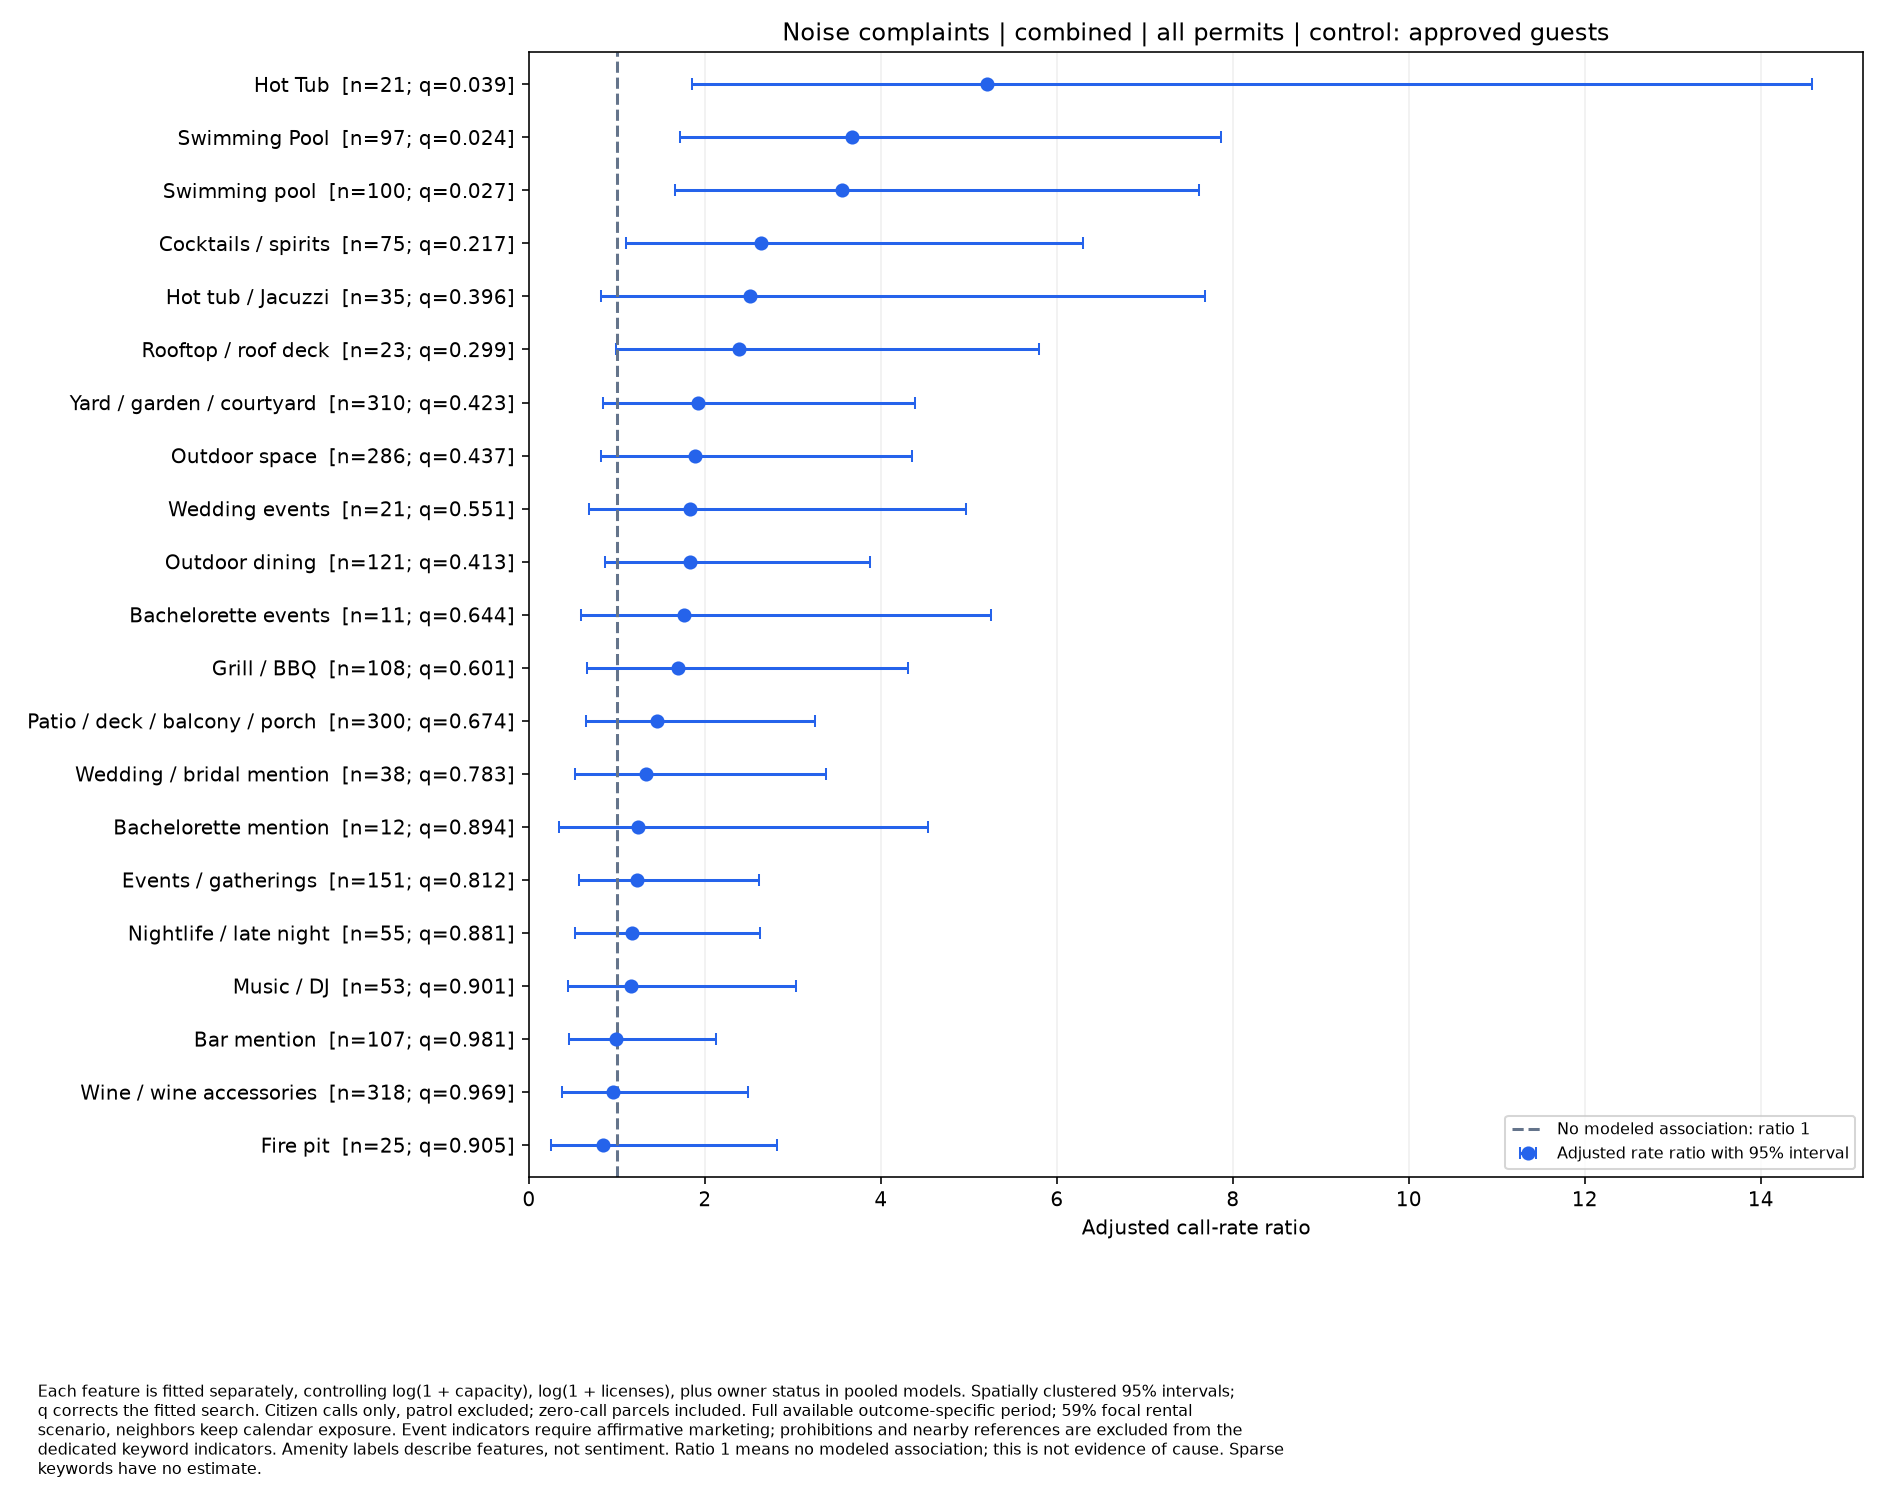 Noise complaints | combined | all permits | control: approved guests
Hot Tub [n=21; q=0.039]
Swimming Pool [n=97; q=0.024]
Swimming pool [n=100; q=0.027]
Cocktails / spirits [n=75; q=0.217]
Hot tub / Jacuzzi [n=35; q=0.396]
Rooftop / roof deck [n=23; q=0.299]
Yard / garden / courtyard [n=310; q=0.423]
Outdoor space [n=286; q=0.437]
Wedding events [n=21; q=0.551]
Outdoor dining [n=121; q=0.413]
Bachelorette events [n=11; q=0.644]
Grill / BBQ [n=108; q=0.601]
Patio / deck / balcony / porch [n=300; q=0.674]
Wedding / bridal mention [n=38; q=0.783]
Bachelorette mention [n=12; q=0.894]
Events / gatherings [n=151; q=0.812]
Nightlife / late night [n=55; q=0.881]
Music / DJ [n=53; q=0.901]
Bar mention [n=107; q=0.981]
Wine / wine accessories [n=318; q=0.969]
Fire pit [n=25; q=0.905]
No modeled association: ratio 1
Adjusted rate ratio with 95% interval
0 2 4 6 8 10 12 14
Adjusted call-rate ratio
Each feature is fitted separately, controlling log(1 + capacity), log(1 + licenses), plus owner status in pooled models. Spatially clustered 95% intervals;
q corrects the fitted search. Citizen calls only, patrol excluded; zero-call parcels included. Full available outcome-specific period; 59% focal rental
scenario, neighbors keep calendar exposure. Event indicators require affirmative marketing; prohibitions and nearby references are excluded from the
dedicated keyword indicators. Amenity labels describe features, not sentiment. Ratio 1 means no modeled association; this is not evidence of cause. Sparse
keywords have no estimate.